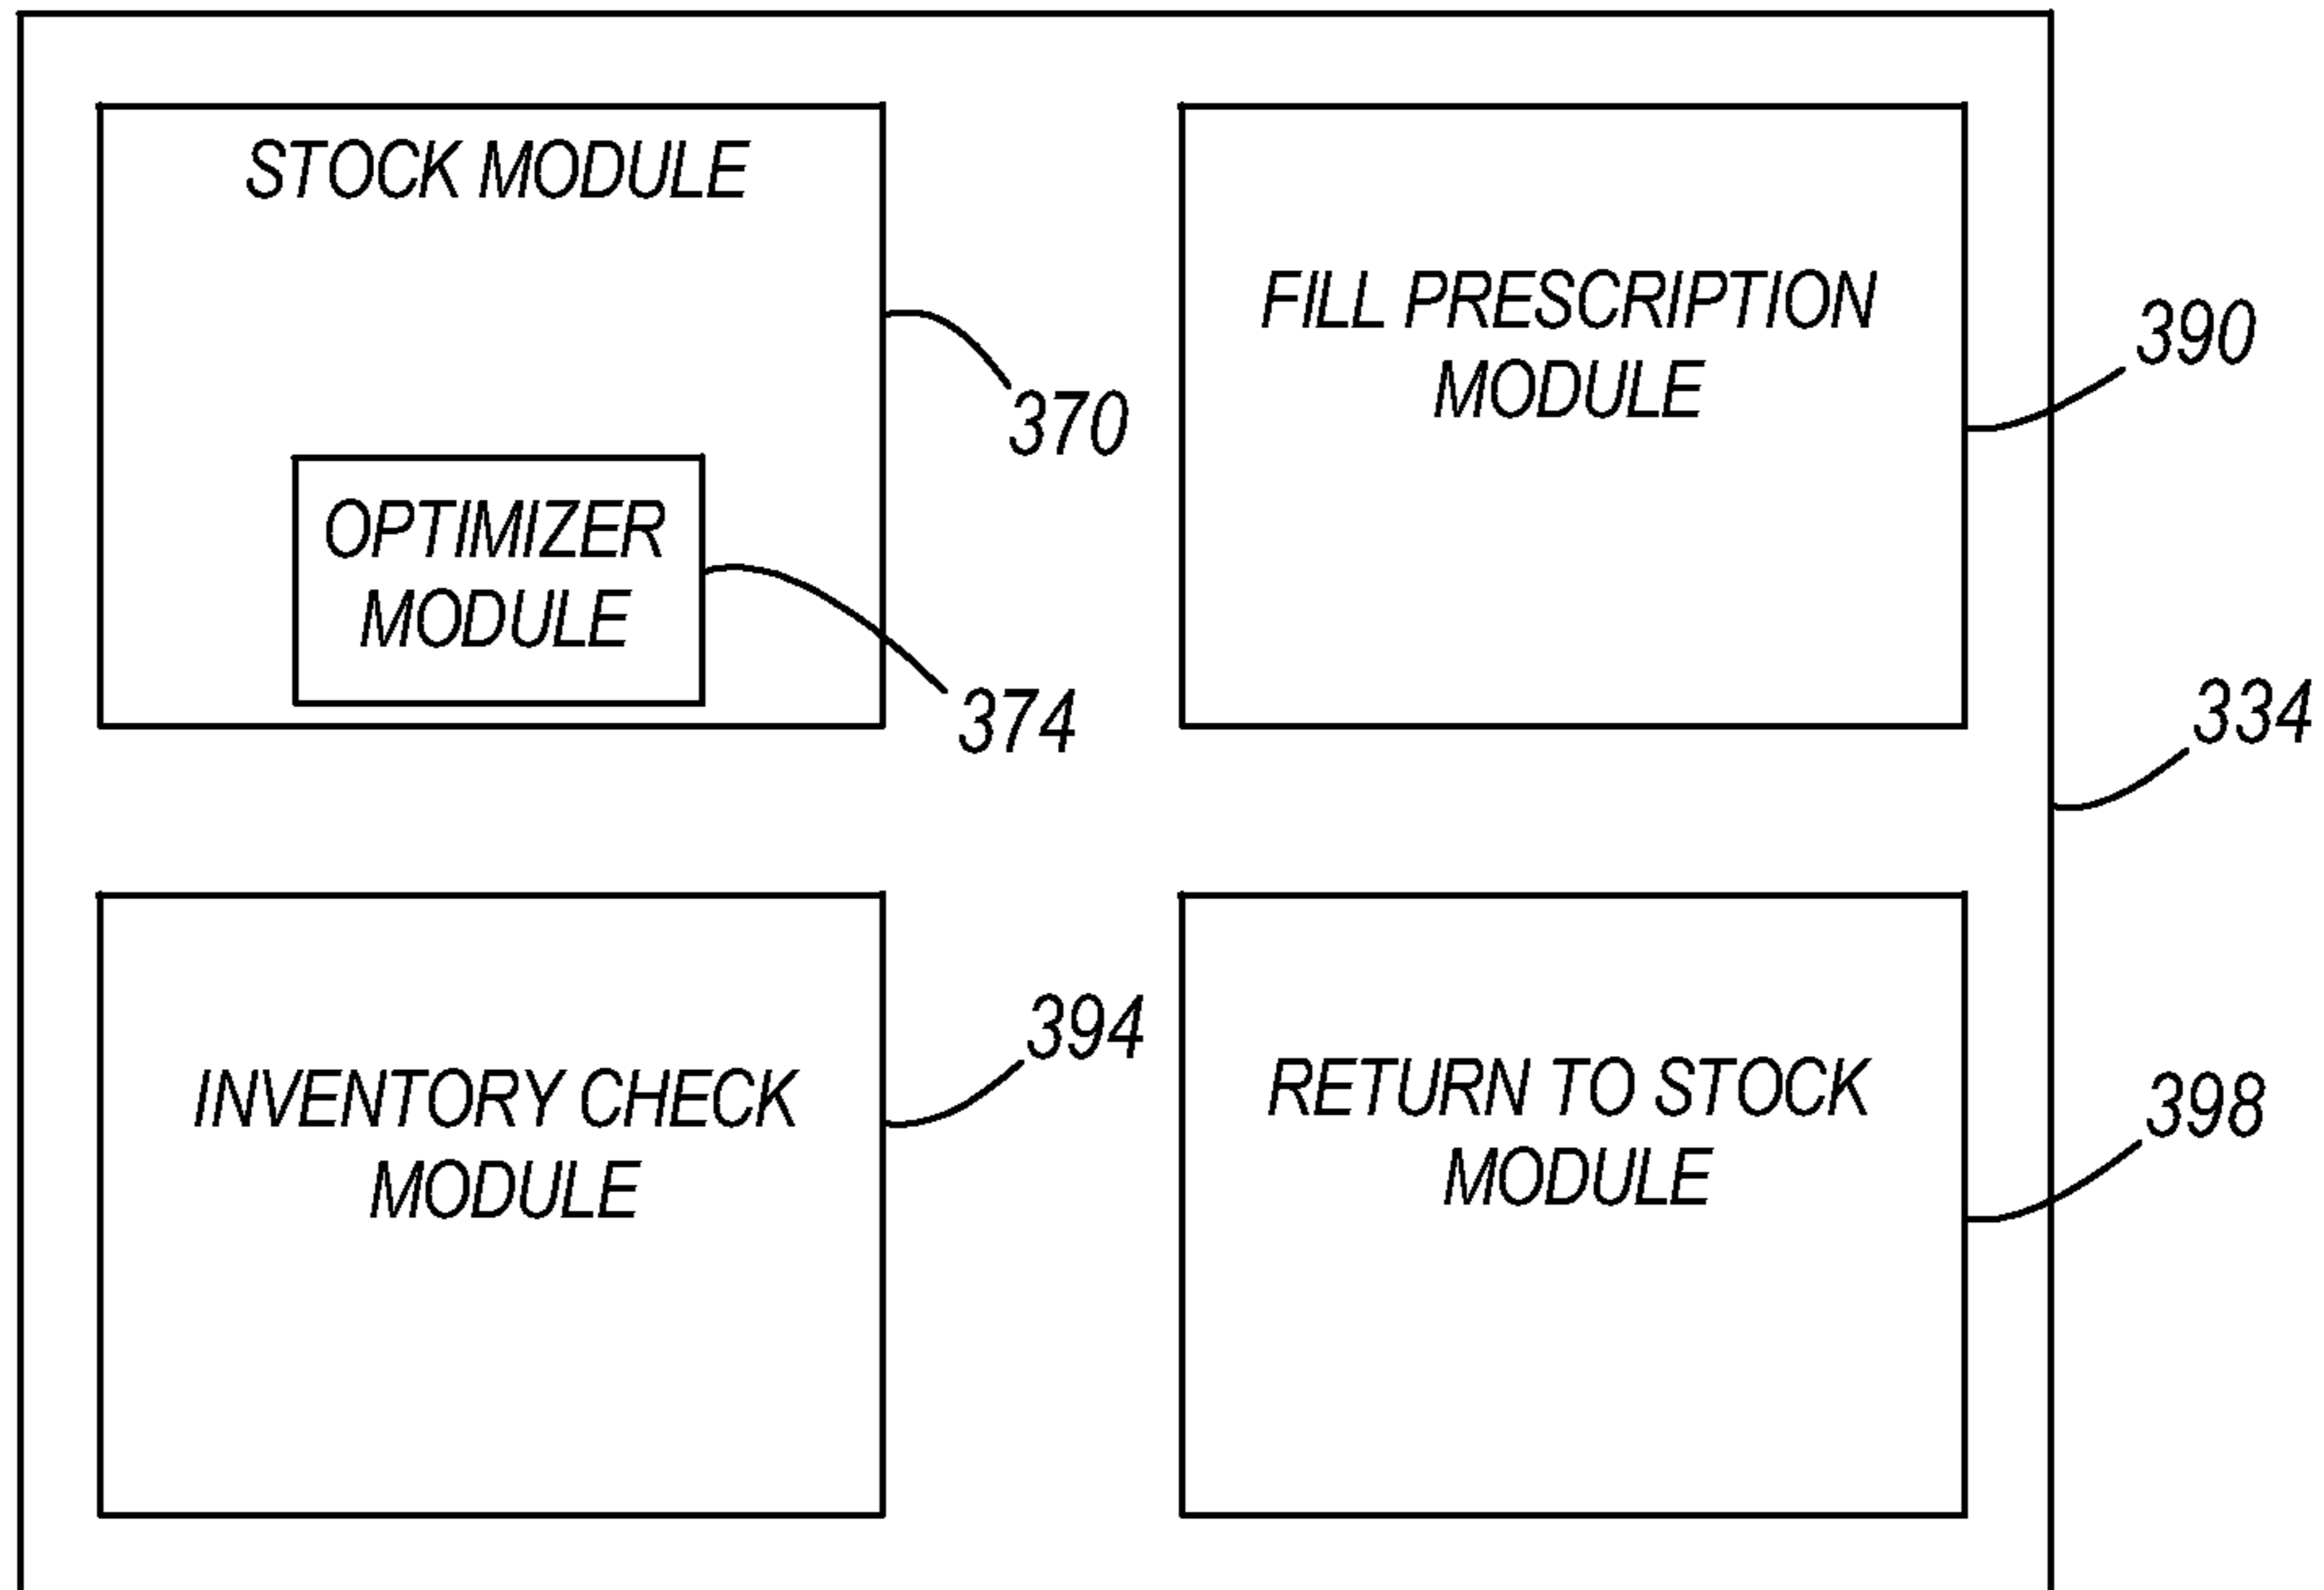 STOCK MODULE
OPTIMIZER
MODULE
370
374
FILL PRESCRIPTION
MODULE
390
334
INVENTORY CHECK
MODULE
394
RETURN TO STOCK
MODULE
398